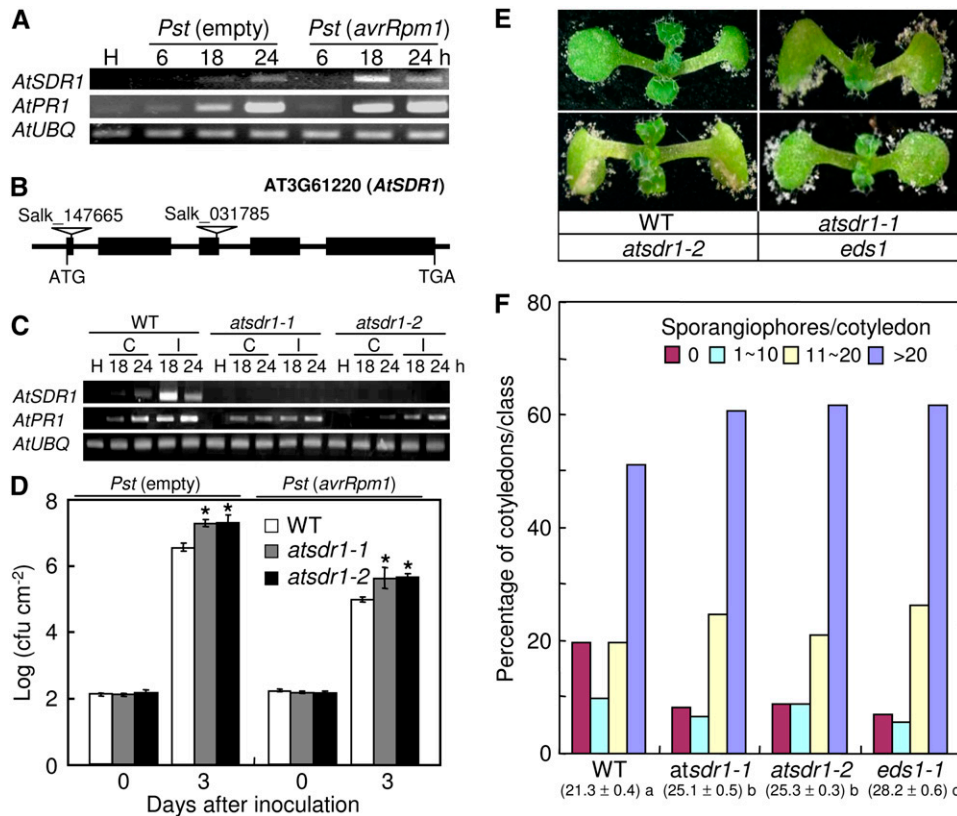 A
Pst (empty) Pst (avrRpm1)
H 6 18 24 6 18 24 h
AtSDR1
AtPR1
AtUBQ
B
AT3G61220 (AtSDR1)
Salk_147665 Salk_031785
ATG TGA
C
WT atsdr1-1 atsdr1-2
C I C I C I
H 18 24 18 24 H 18 24 18 24 H 18 24 18 24 h
AtSDR1
AtPR1
AtUBQ
D
Pst (empty) Pst (avrRpm1)
Log (cfu cm-2)
8
6
4
2
0
* * * *
WT
atsdr1-1
atsdr1-2
0 3 0 3
Days after inoculation
E
WT atsdr1-1
atsdr1-2 eds1
F
Percentage of cotyledons/class
80
60
40
20
0
Sporangiophores/cotyledon
0 1~10 11~20 >20
WT atsdr1-1 atsdr1-2 eds1-1
(21.3 ± 0.4) a (25.1 ± 0.5) b (25.3 ± 0.3) b (28.2 ± 0.6)